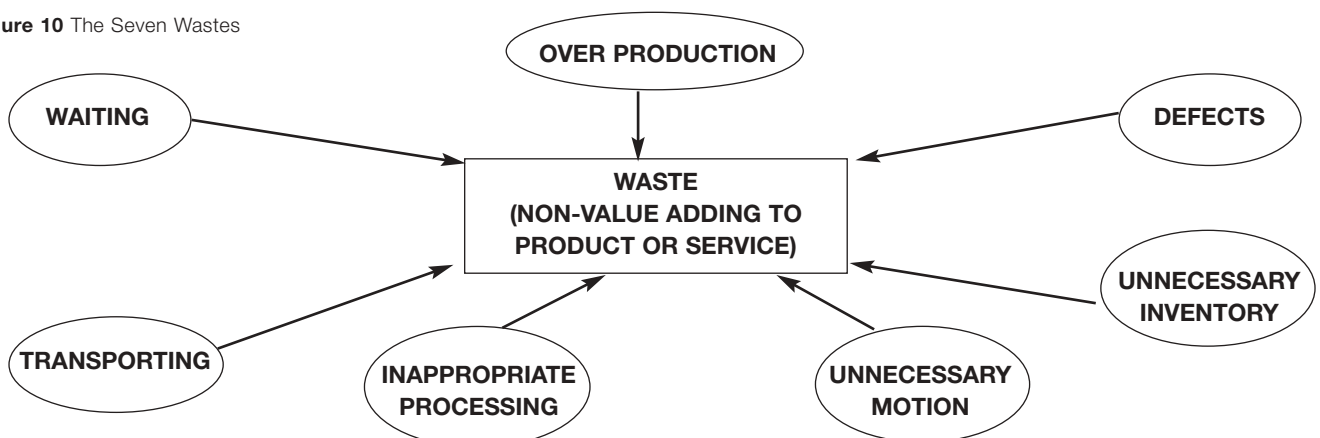 ure 10 The Seven Wastes
OVER PRODUCTION
WAITING
DEFECTS
WASTE
(NON-VALUE ADDING TO
PRODUCT OR SERVICE)
UNNECESSARY
INVENTORY
TRANSPORTING
INAPPROPRIATE
PROCESSING
UNNECESSARY
MOTION